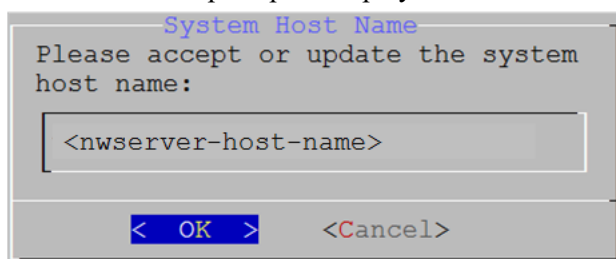 System Host Name
Please accept or update the system
host name:
<nwserver-host-name>
< OK > <Cancel>